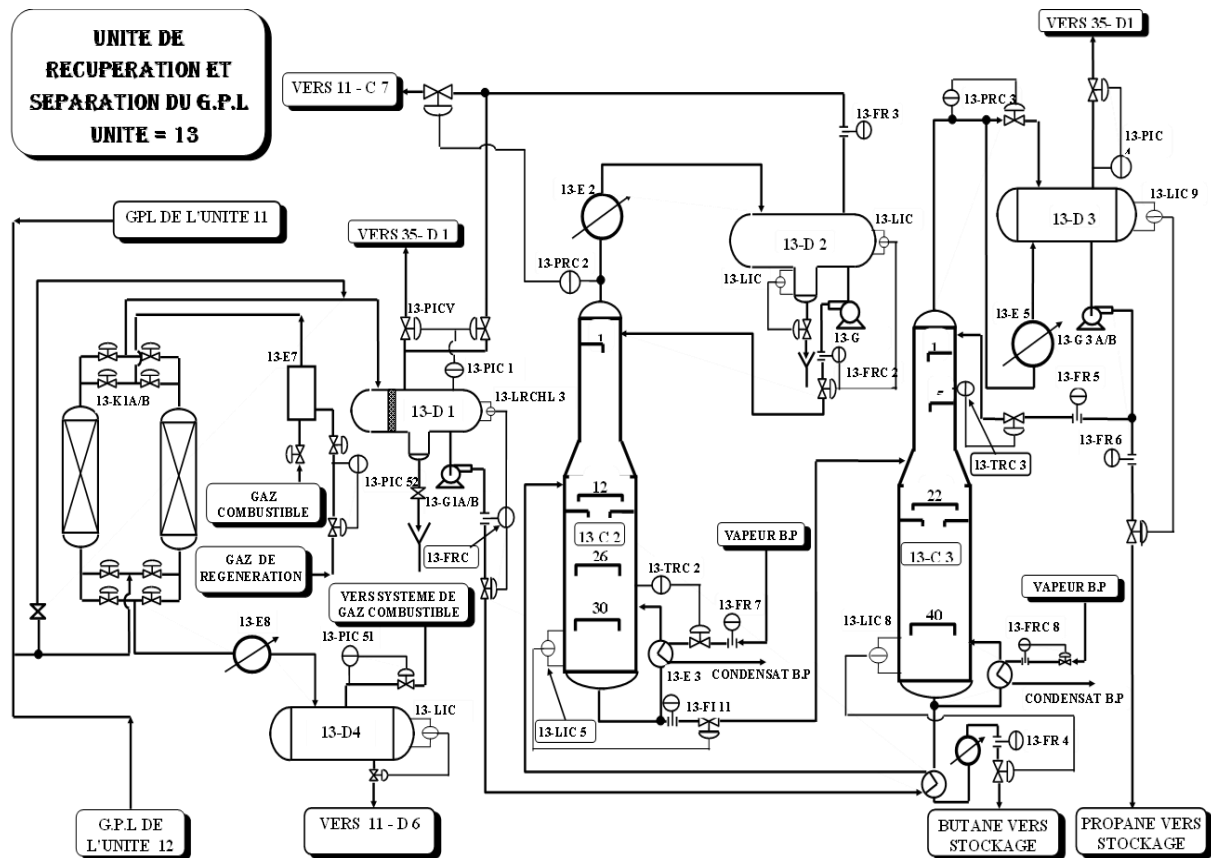 UNITE DE
RECUPERATION ET
SEPARATION DU G.P.L
UNITE = 13
VERS 11 - C 7
VERS 35- D1
13-PRC 3
13-FR 3
13-PIC
13-E 2
13-LIC
13-LIC 9
13-D 3
GPL DE L'UNITE 11
VERS 35- D 1
13-D 2
13-PRC 2
13-LIC
13-PICV
13-E 5
13-G 3 A/B
1
13-G
1
13-E7
13-PIC 1
13-FRC 2
13-K1A/B
13-D 1
13-LRCHL 3
13-FR 5
13-FR 6
13-TRC 3
13-PIC 52
13-G1A/B
GAZ
COMBUSTIBLE
12
22
13-FRC
13-C 2
VAPEUR B.P
13-C 3
GAZ DE
REGENERATION
26
13-TRC 2
VAPEUR B.P
VERS SYSTEME DE
GAZ COMBUSTIBLE
13-FR 7
30
40
13-LIC 8
13-FRC 8
13-E8
13-PIC 51
13-E 3
CONDENSAT B.P
CONDENSAT B.P
13-FI 11
13- LIC
13-D4
13-LIC 5
13-FR 4
G.P.L DE
L'UNITE 12
VERS 11 - D 6
BUTANE VERS
STOCKAGE
PROPANE VERS
STOCKAGE